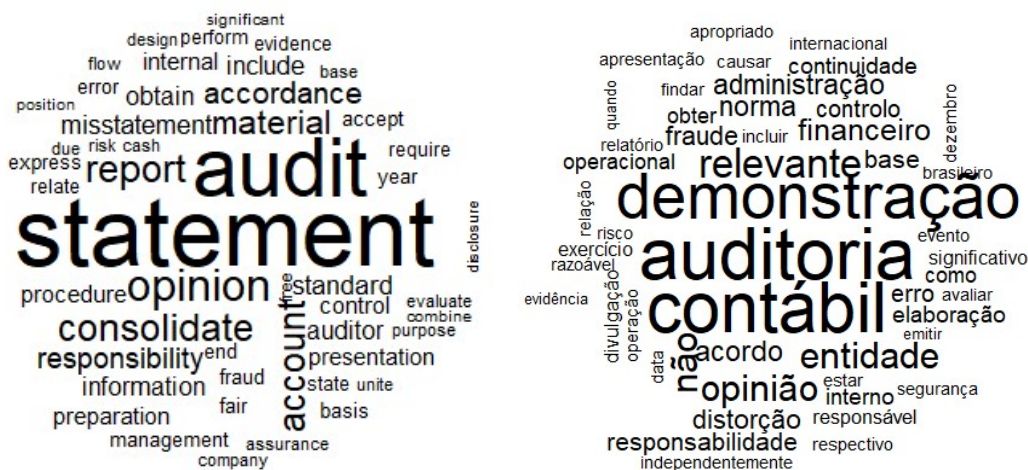 significant
design perform evidence
flow internal include base
error obtain accordance
position
misstatement material accept
due risk cash
express report audit require
relate year
statement
disclosure
procedure opinion free standard
control evaluate
combine
consolidate account auditor purpose
responsibility end presentation
information fraud state unite
preparation fair basis
management assurance
company
apropriado
internacional
apresentação causar continuidade
findar administração
quando obter norma controlo
relatório fraude incluir financeiro dezembro
operacional relevante base
brasileiro
demonstração
relação risco evento
exercício auditoria significativo
razoável como
evidência divulgação contábil erro avaliar
operação elaboração
emitir
data não acordo entidade
opinião estar segurança
interno
distorção responsável
responsabilidade respectivo
independentemente